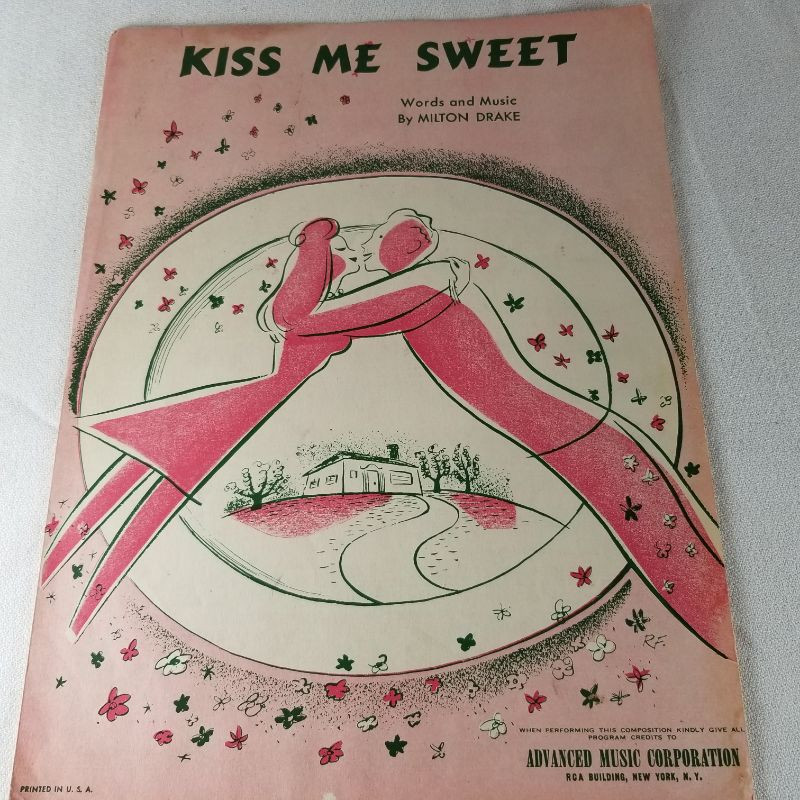 KISS ME SWEET
Words and Music
By MILTON DRAKE
R.F.
WHEN PERFORMING THIS COMPOSITION KINDLY GIVE ALL
PROGRAM CREDITS TO
ADVANCED MUSIC CORPORATION
RCA BUILDING, NEW YORK, N. Y.
PRINTED IN U. S. A.